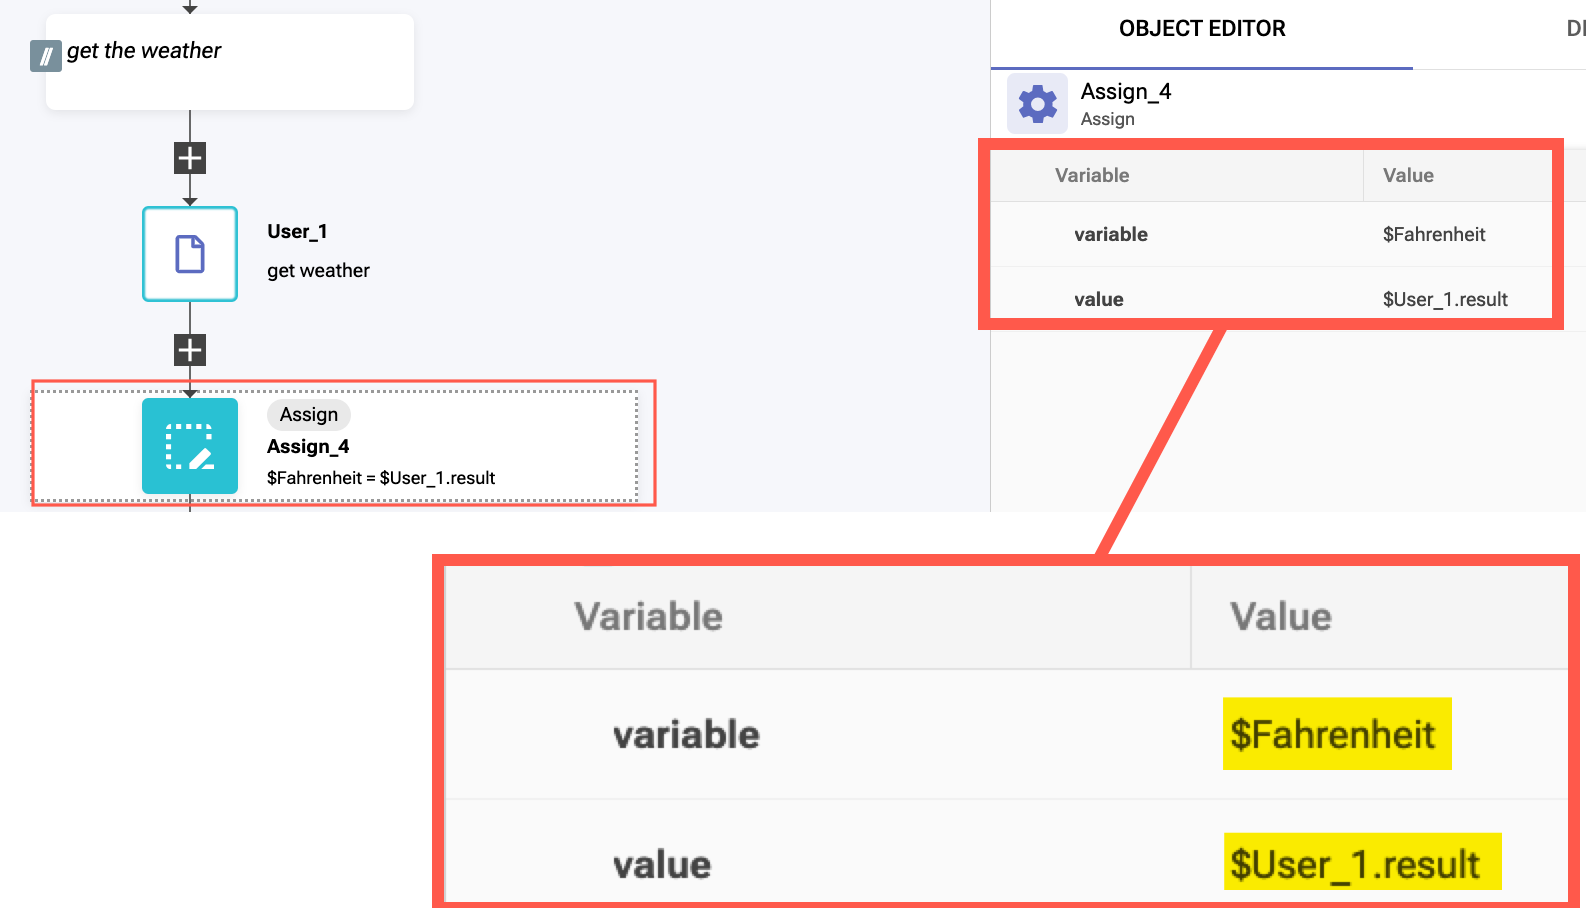 // get the weather
User_1
get weather
Assign
Assign_4
$Fahrenheit = $User_1.result
OBJECT EDITOR
Assign_4
Assign
Variable Value
variable $Fahrenheit
value $User_1.result
Variable Value
variable $Fahrenheit
value $User_1.result